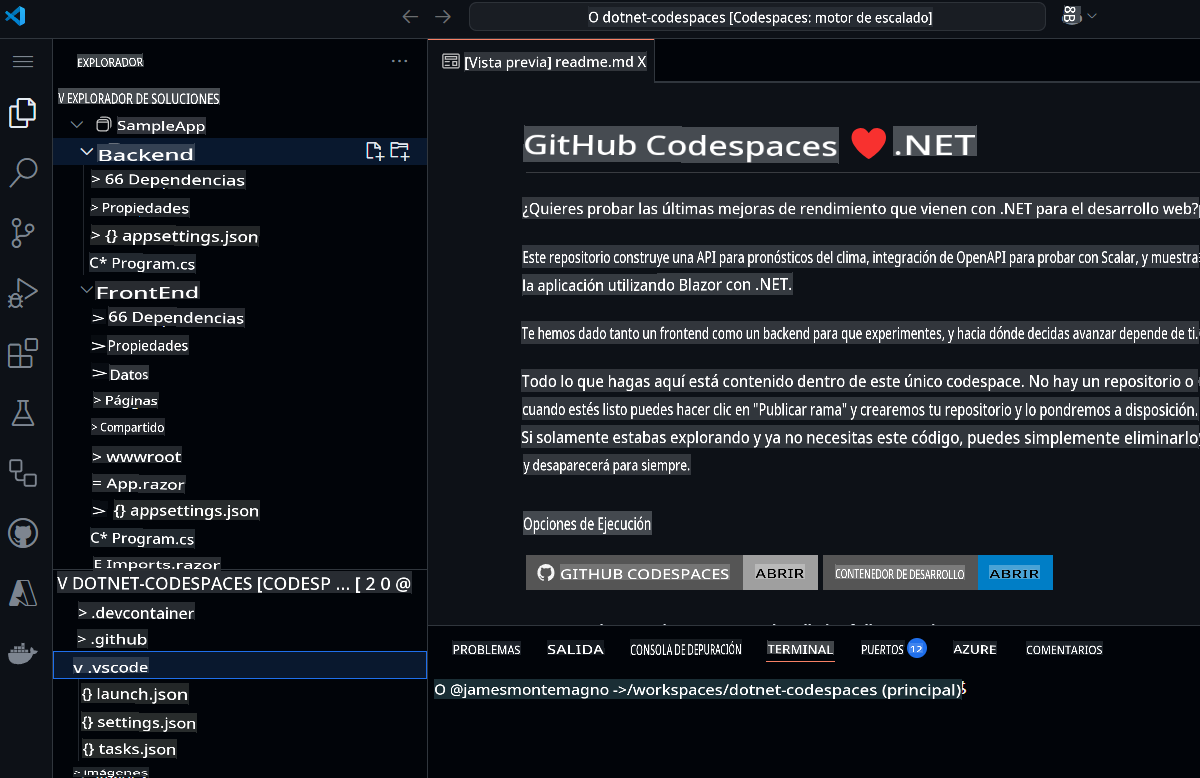 O dotnet-codespaces [Codespaces: motor de escalado]
EXPLORADOR
V EXPLORADOR DE SOLUCIONES
SampleApp
Backend
> 66 Dependencias
> Propiedades
> {} appsettings.json
C* Program.cs
FrontEnd
> 66 Dependencias
> Propiedades
> Datos
> Páginas
> Compartido
> wwwroot
= App.razor
> {} appsettings.json
C* Program.cs
E Imports.razor
V DOTNET-CODESPACES [CODESP ... [ 2 0 @
> .devcontainer
> .github
v .vscode
{} launch.json
{} settings.json
{} tasks.json
> imágenes
[Vista previa] readme.md X
GitHub Codespaces ❤️ .NET
¿Quieres probar las últimas mejoras de rendimiento que vienen con .NET para el desarrollo web?
Este repositorio construye una API para pronósticos del clima, integración de OpenAPI para probar con Scalar, y muestra
la aplicación utilizando Blazor con .NET.
Te hemos dado tanto un frontend como un backend para que experimentes, y hacia dónde decidas avanzar depende de ti.
Todo lo que hagas aquí está contenido dentro de este único codespace. No hay un repositorio o
cuando estés listo puedes hacer clic en "Publicar rama" y crearemos tu repositorio y lo pondremos a disposición.
Si solamente estabas explorando y ya no necesitas este código, puedes simplemente eliminarlo
y desaparecerá para siempre.
Opciones de Ejecución
GITHUB CODESPACES ABRIR CONTENEDOR DE DESARROLLO ABRIR
PROBLEMAS SALIDA CONSOLA DE DEPURACIÓN TERMINAL PUERTOS 12 AZURE COMENTARIOS
O @jamesmontemagno ->/workspaces/dotnet-codespaces (principal)